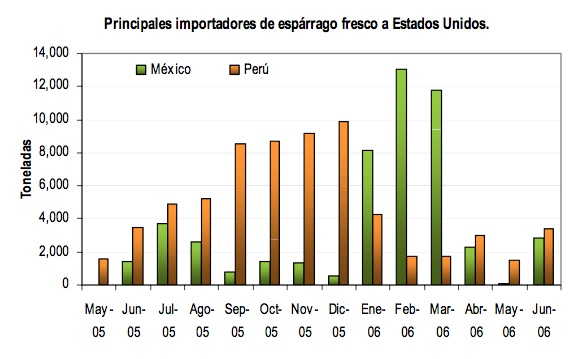 Principales importadores de espárrago fresco a Estados Unidos.
14,000
12,000
10,000
8,000
6,000
4,000
2,000
0
Toneladas
México Perú
May- Jun- Jul- Ago- Sep- Oct- Nov- Dic- Ene- Feb- Mar- Abr- May- Jun-
05 05 05 05 05 05 05 05 06 06 06 06 06 06